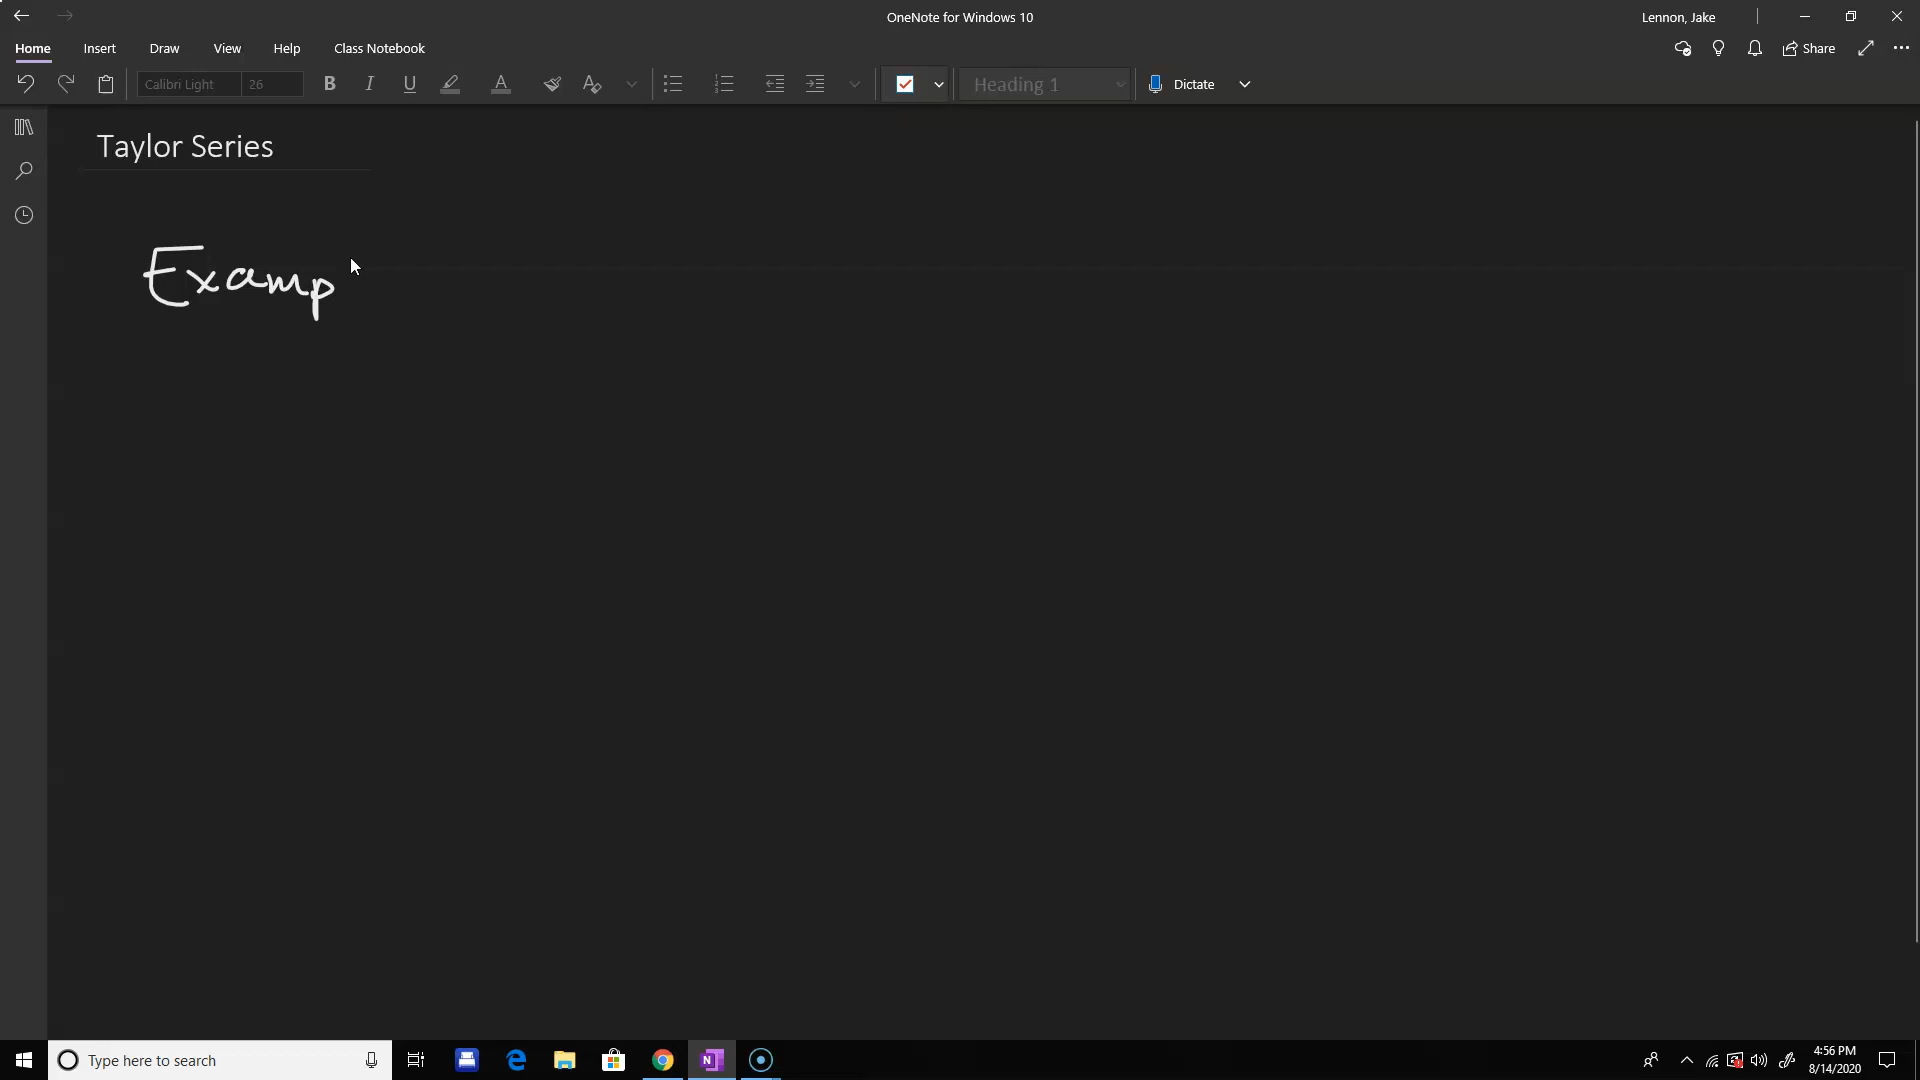 OneNote for Windows 10
Lennon, Jake
Home Insert Draw View Help Class Notebook
Share
Calibri Light 26 B I U A A Heading 1 Dictate
Taylor Series
Examp
Type here to search
4:56 PM
8/14/2020